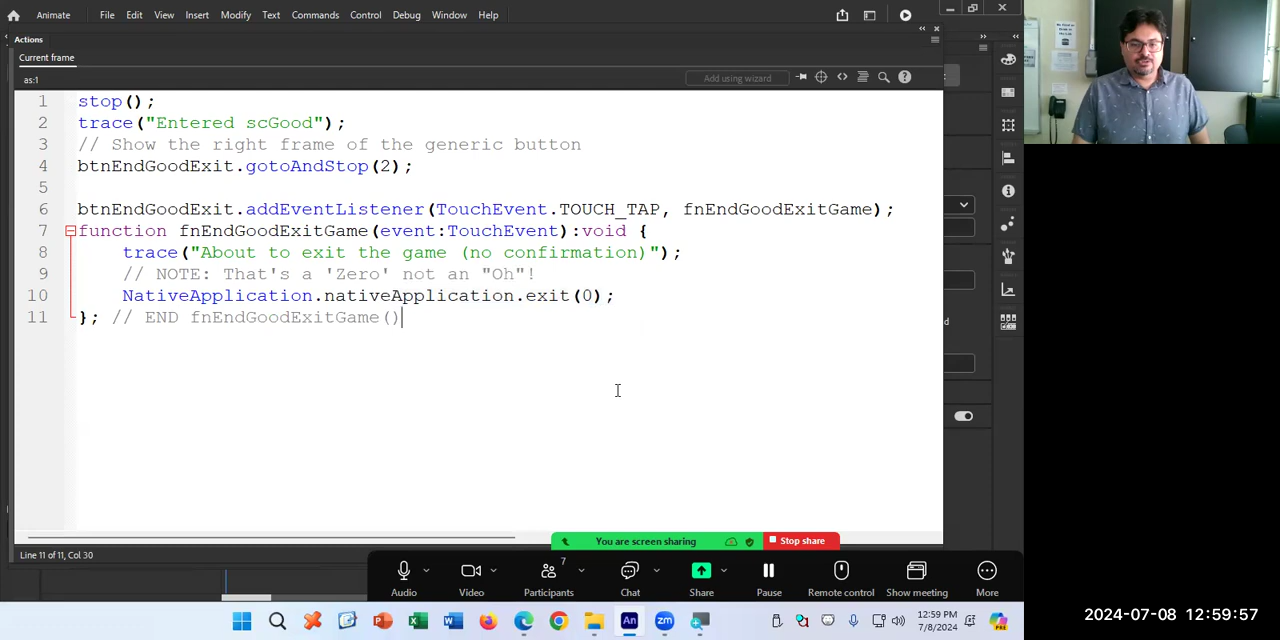 Animate File Edit View Insert Modify Text Commands Control Debug Window Help
Actions
Current frame
as:1
Add using wizard
1 stop();
2 trace("Entered scGood");
3 // Show the right frame of the generic button
4 btnEndGoodExit.gotoAndStop(2);
5
6 btnEndGoodExit.addEventListener(TouchEvent.TOUCH_TAP, fnEndGoodExitGame);
7 function fnEndGoodExitGame(event:TouchEvent):void {
8 trace("About to exit the game (no confirmation)");
9 // NOTE: That's a 'Zero' not an "Oh"!
10 NativeApplication.nativeApplication.exit(0);
11 }; // END fnEndGoodExitGame()
Line 11 of 11, Col 30
You are screen sharing Stop share
7
Audio Video Participants Chat Share Pause Remote control Show meeting More
12:59 PM
7/8/2024
2024-07-08 12:59:57